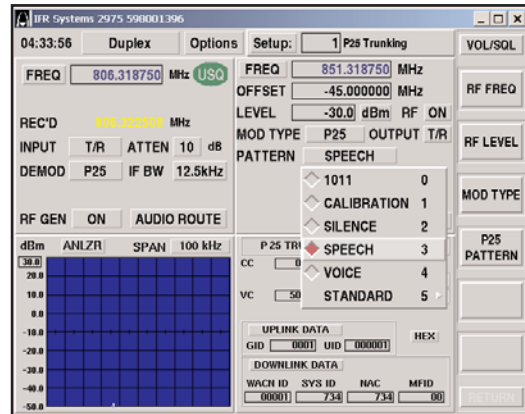 IFR Systems 2975 598001396
04:33:56 Duplex Options Setup: 1 P25 Trunking VOL/SQL
FREQ 806.318750 MHz USQ
REC'D 806.322508 MHz
INPUT T/R ATTEN 10 dB
DEMOD P25 IF BW 12.5kHz
RF GEN ON AUDIO ROUTE
FREQ 851.318750 MHz
OFFSET -45.000000 MHz
LEVEL -30.0 dBm RF ON
MOD TYPE P25 OUTPUT T/R
PATTERN SPEECH
1011 0
CALIBRATION 1
SILENCE 2
SPEECH 3
VOICE 4
STANDARD 5
RF FREQ
RF LEVEL
MOD TYPE
P25
PATTERN
RETURN
dBm ANLZR SPAN 100 kHz
30.0
20.0
10.0
0.0
-10.0
-20.0
-30.0
-40.0
-50.0
P25 TRU
CC 0
VC 50
UPLINK DATA
GID 0001 UID 000001 HEX
DOWNLINK DATA
WACN ID SYS ID NAC MFID
00001 734 734 00